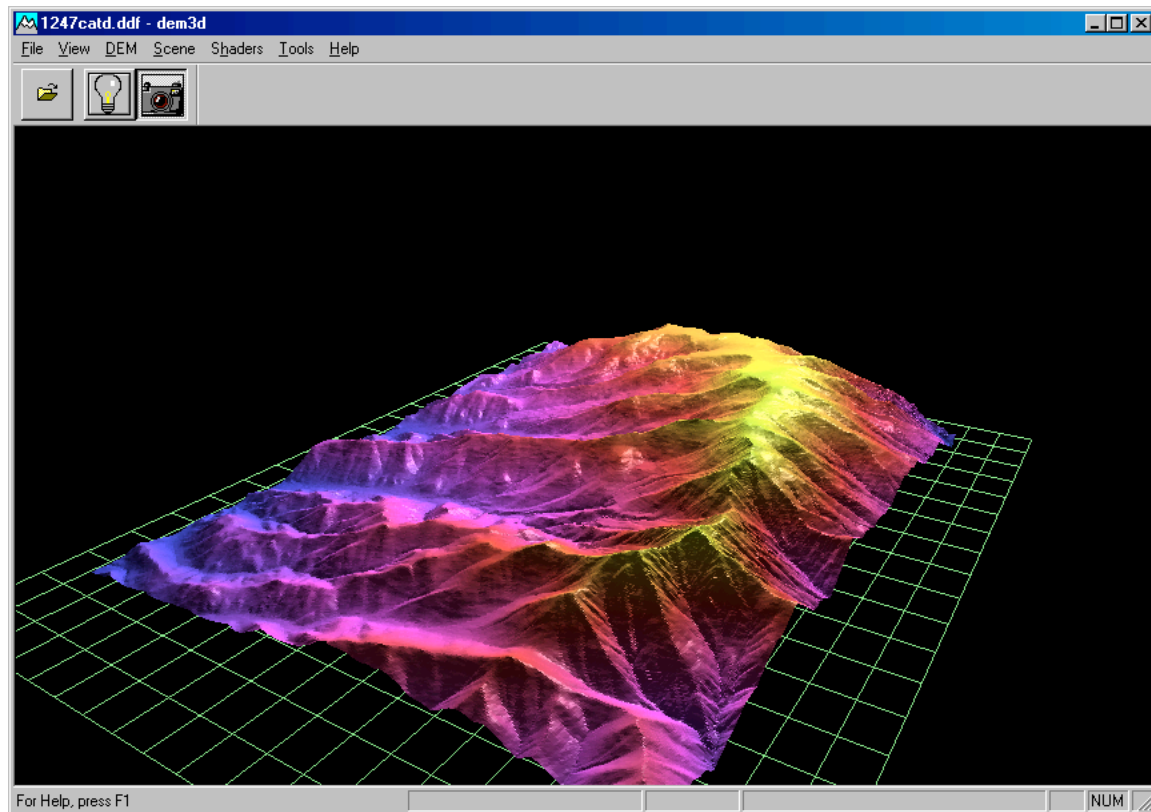 1247catd.ddf - dem3d
File View DEM Scene Shaders Tools Help
For Help, press F1 NUM